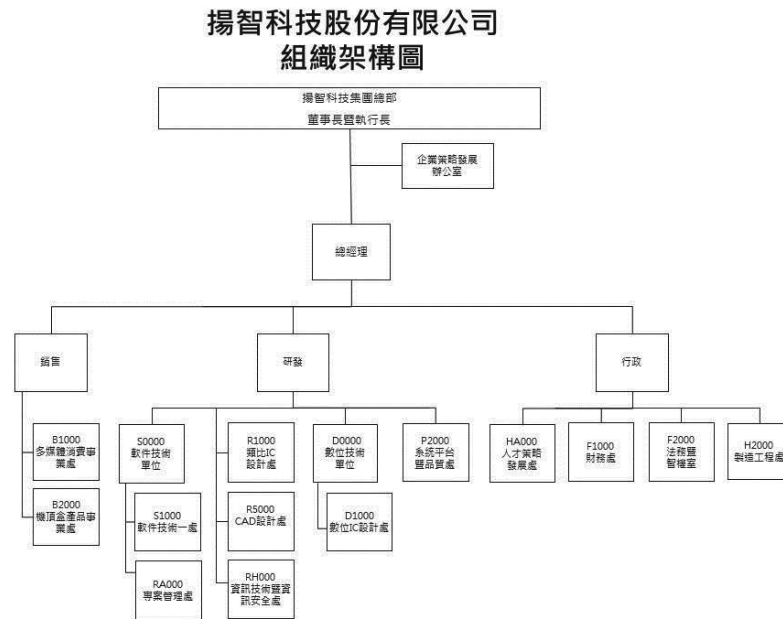 揚智科技股份有限公司
組織架構圖
揚智科技集團總部
董事長暨執行長
企業策略發展
辦公室
總經理
銷售
研發
行政
B1000
多媒體消費事
業處
S0000
軟件技術
單位
R1000
類比IC
設計處
D0000
數位技術
單位
P2000
系統平台
暨品質處
HA000
人才策略
發展處
F1000
財務處
F2000
法務暨
智權室
H2000
製造工程處
B2000
機頂盒產品事
業處
S1000
軟件技術一處
R5000
CAD設計處
D1000
數位IC設計處
RA000
專案管理處
RH000
資訊技術暨資
訊安全處